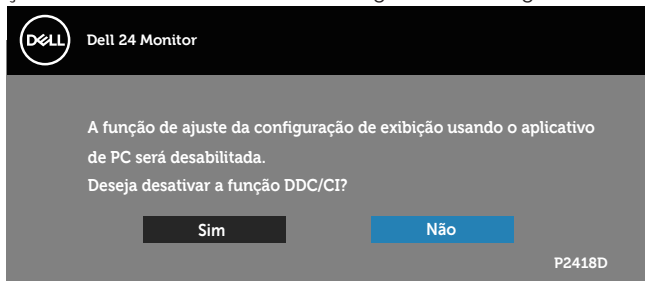 DELL
Dell 24 Monitor
A função de ajuste da configuração de exibição usando o aplicativo
de PC será desabilitada.
Deseja desativar a função DDC/CI?
Sim
Não
P2418D